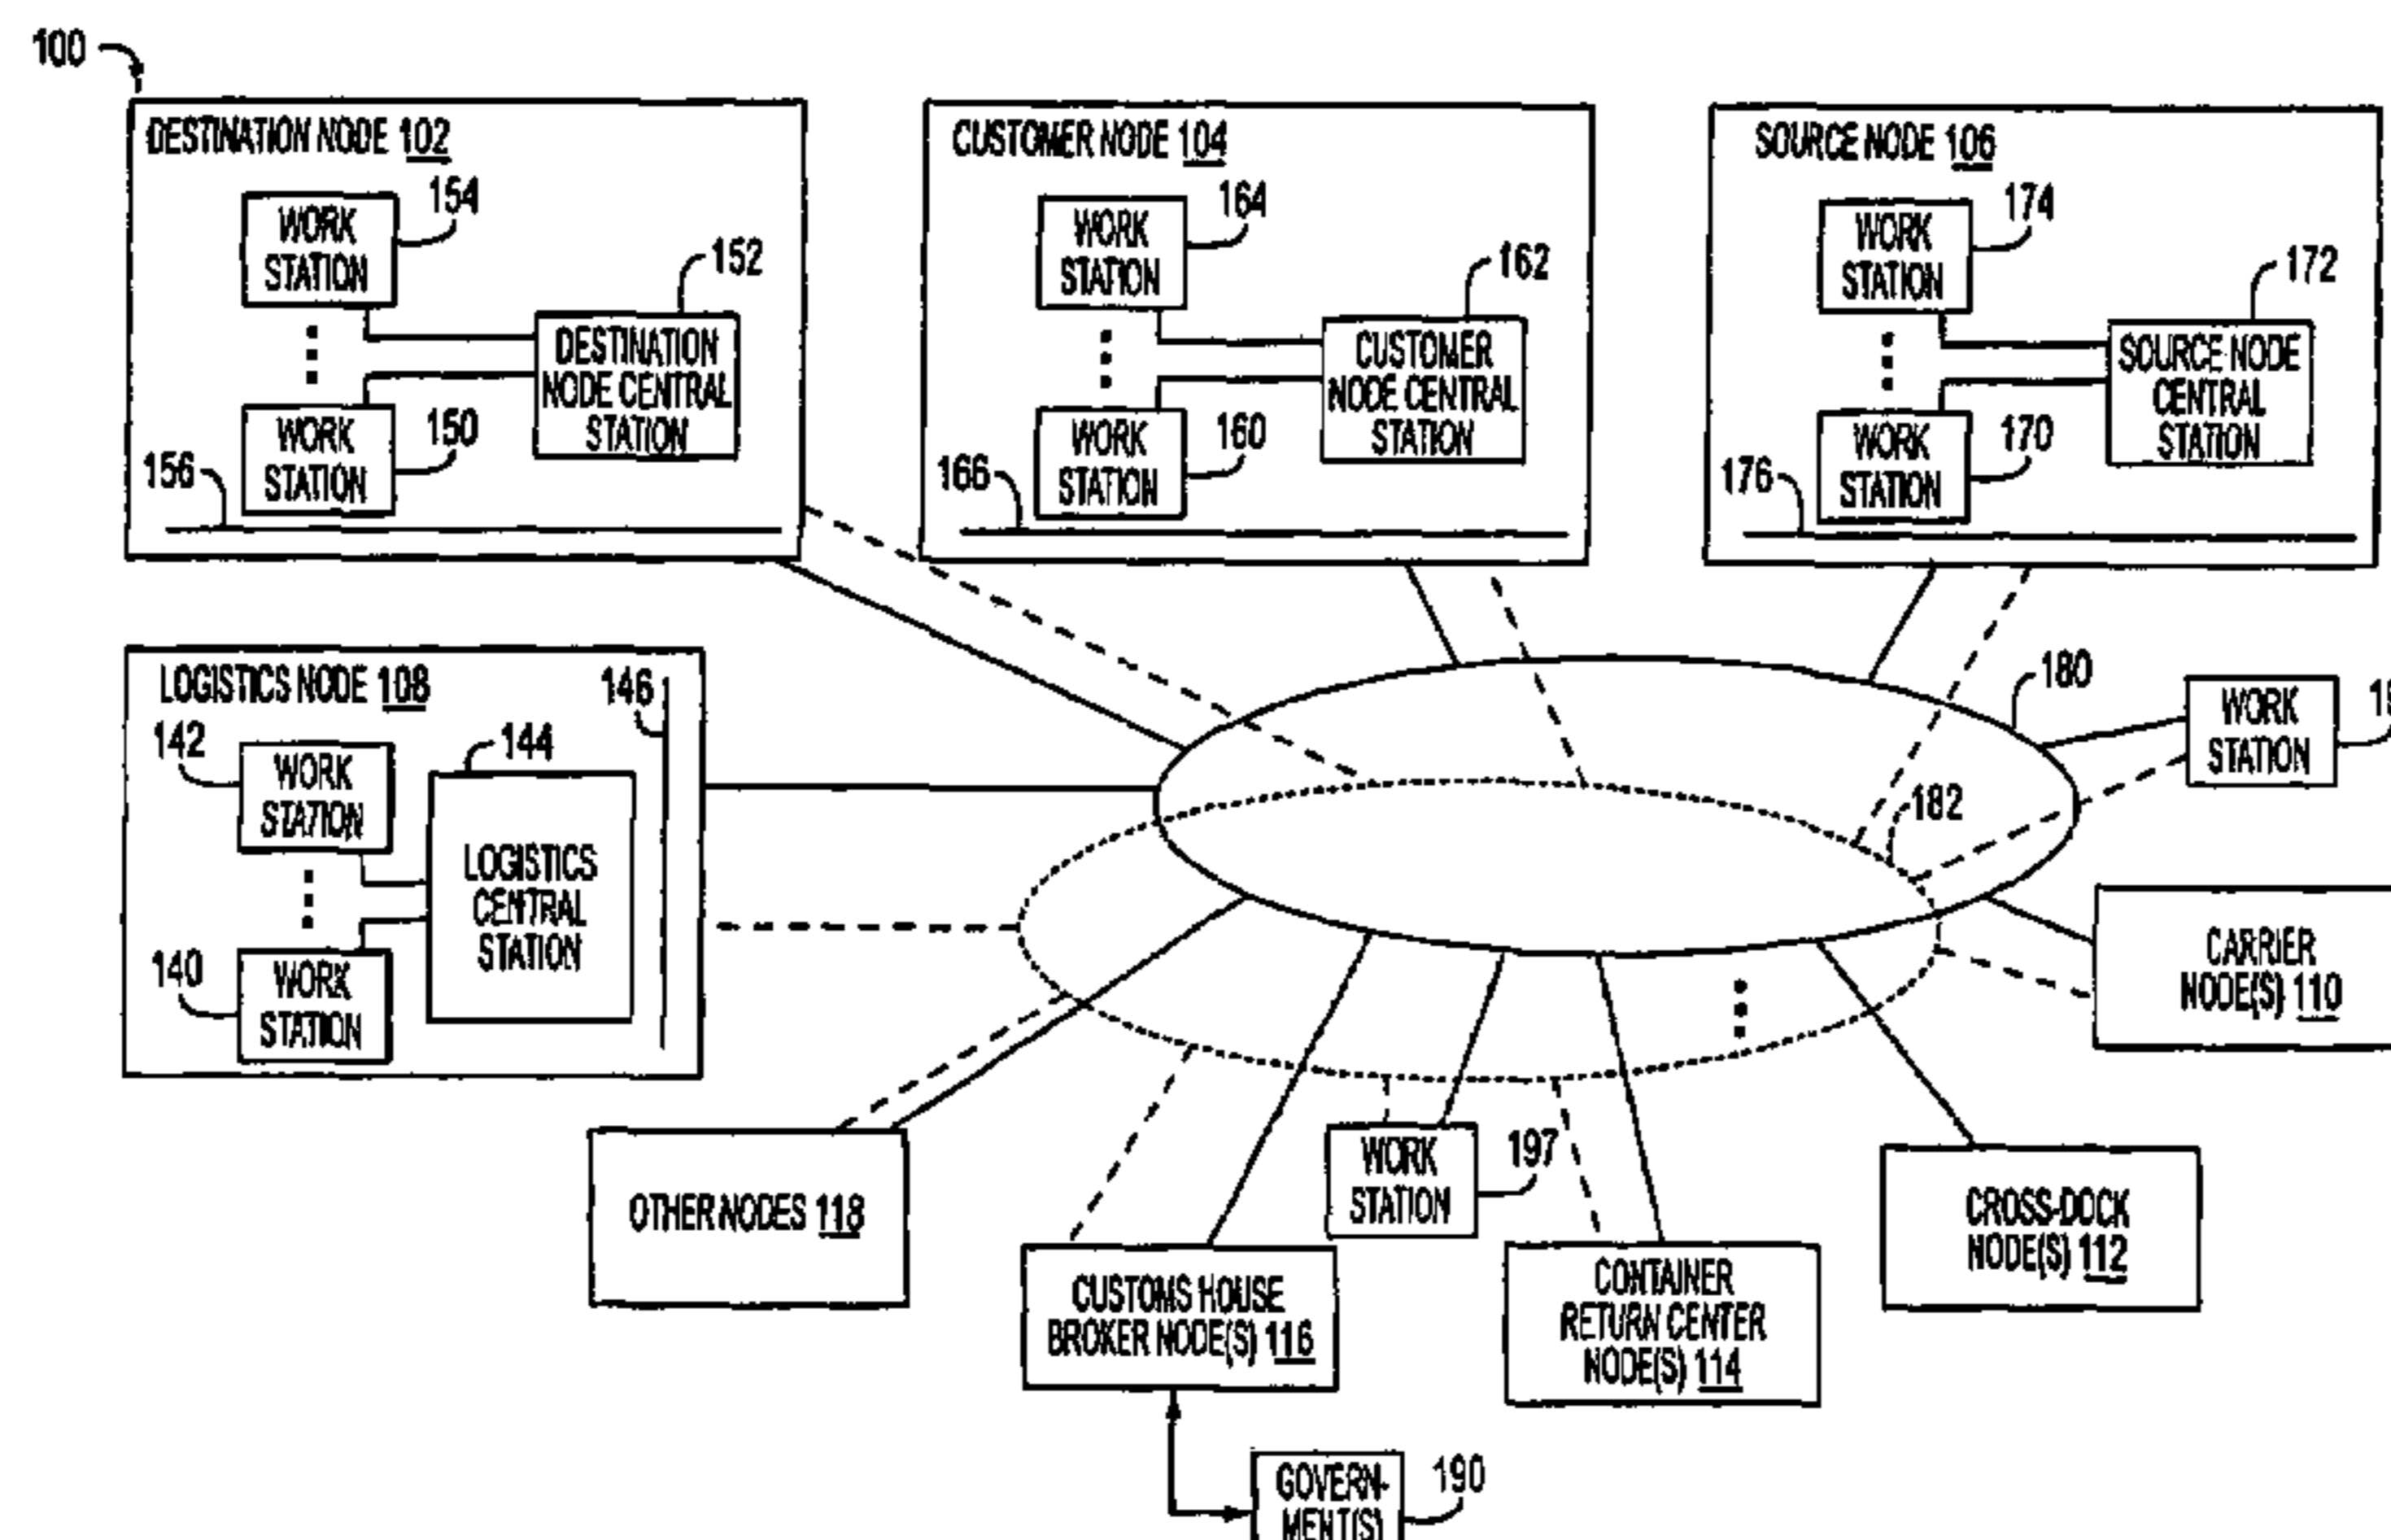 100
DESTINATION NODE 102
WORK
STATION
154
152
DESTINATION
NODE CENTRAL
STATION
WORK
STATION
150
156
CUSTOMER NODE 104
WORK
STATION
164
162
CUSTOMER
NODE CENTRAL
STATION
WORK
STATION
160
166
SOURCE NODE 106
WORK
STATION
174
172
SOURCE NODE
CENTRAL
STATION
WORK
STATION
170
176
LOGISTICS NODE 108
146
142
WORK
STATION
144
LOGISTICS
CENTRAL
STATION
140
WORK
STATION
180
WORK
STATION
182
CARRIER
NODE(S) 110
OTHER NODES 118
WORK
STATION
197
CROSS-DOCK
NODE(S) 112
CUSTOMS HOUSE
BROKER NODE(S) 116
CONTAINER
RETURN CENTER
NODE(S) 114
GOVERN-
MENT(S)
190